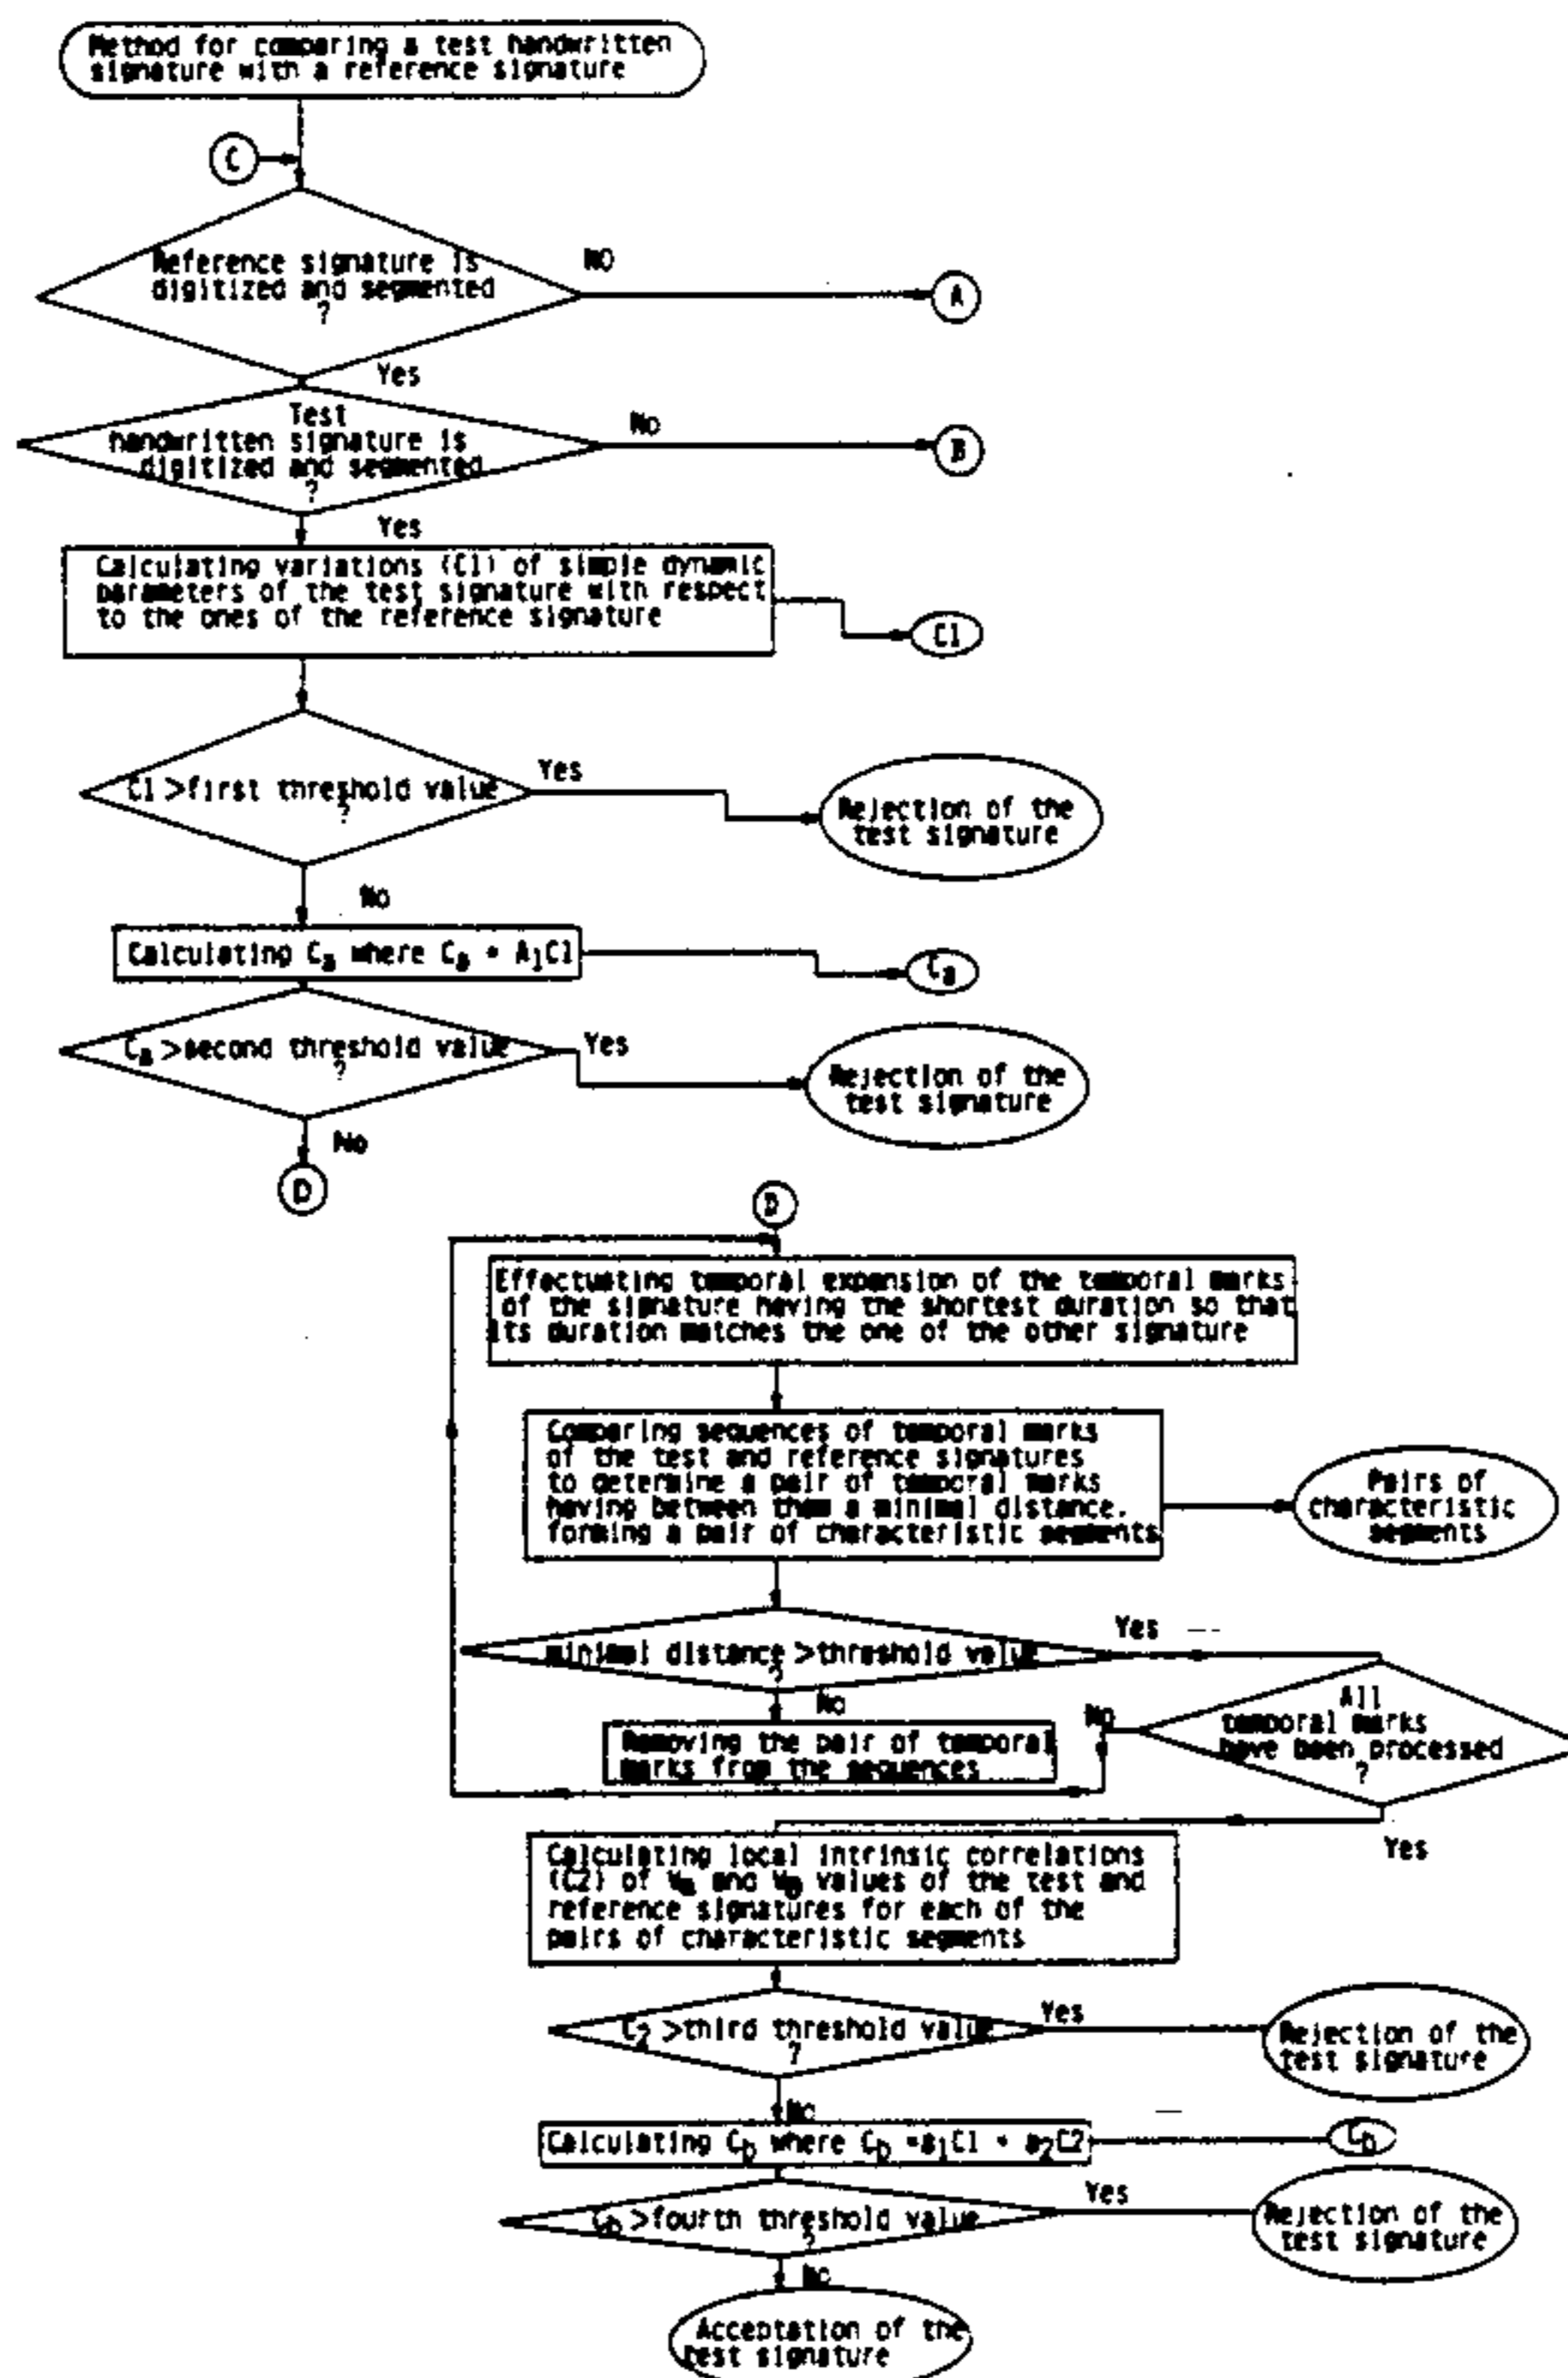 Method for comparing a test handwritten
signature with a reference signature
C
Reference signature is
digitized and segmented
?
NO
A
Yes
Test
handwritten signature is
digitized and segmented
?
No
B
Yes
Calculating variations (C1) of simple dynamic
parameters of the test signature with respect
to the ones of the reference signature
C1
C1 >first threshold value
?
Yes
Rejection of the
test signature
No
Calculating Ca where Ca = A1C1
Ca
Ca >second threshold value
?
Yes
Rejection of the
test signature
No
D
D
Effectuating temporal expansion of the temporal marks
of the signature having the shortest duration so that
its duration matches the one of the other signature
Comparing sequences of temporal marks
of the test and reference signatures
to determine a pair of temporal marks
having between them a minimal distance,
forming a pair of characteristic segments
Pairs of
characteristic
segments
minimal distance >threshold value
?
Yes
No
Removing the pair of temporal
marks from the sequences
All
temporal marks
have been processed
?
No
Yes
Calculating local intrinsic correlations
(C2) of Wa and Wb values of the test and
reference signatures for each of the
pairs of characteristic segments
C2 >third threshold value
?
Yes
Rejection of the
test signature
No
Calculating Cb where Cb =a1C1 + a2C2
Cb
Cb >fourth threshold value
?
Yes
Rejection of the
test signature
No
Acceptation of the
test signature